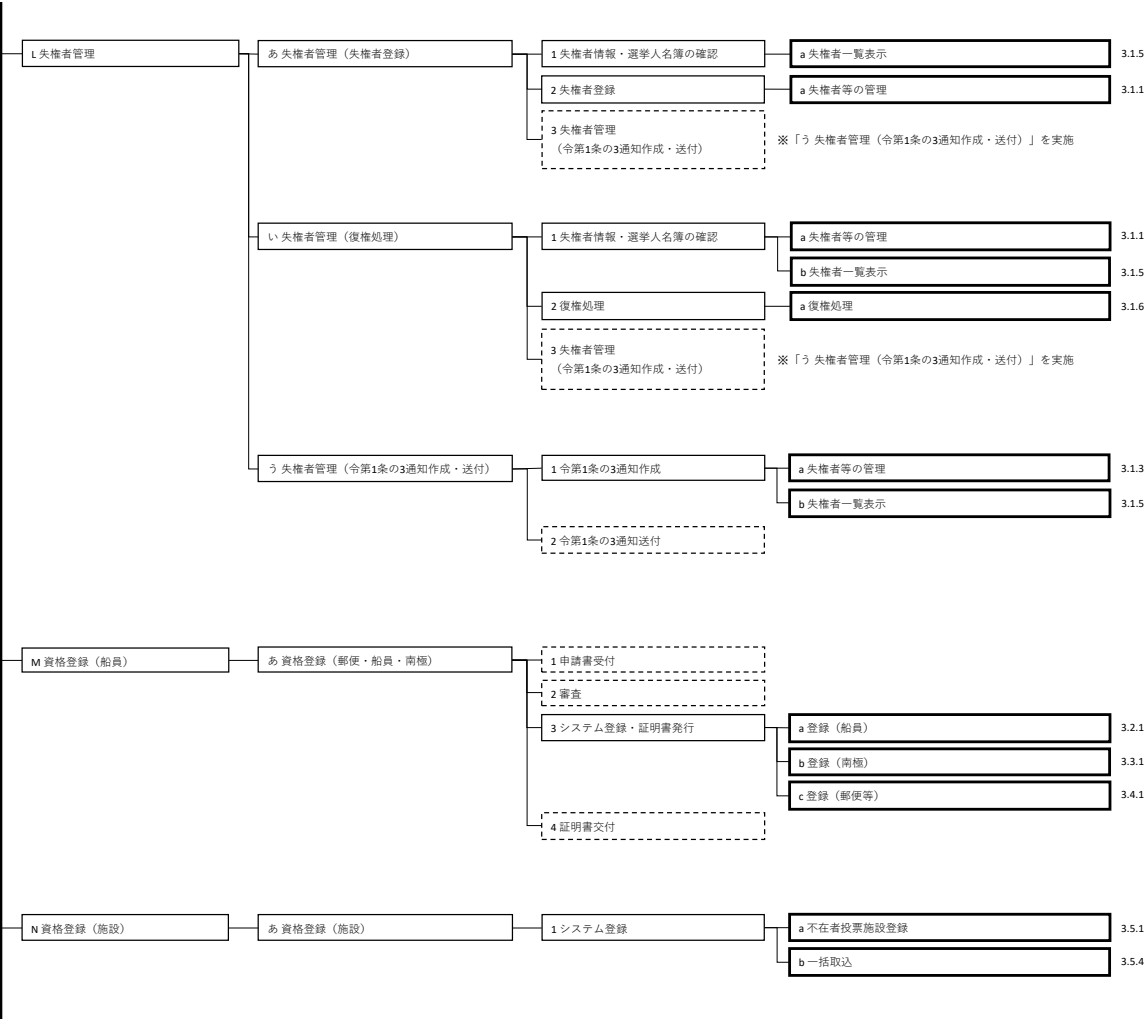 L 失権者管理
あ 失権者管理（失権者登録）
1 失権者情報・選挙人名簿の確認
a 失権者一覧表示
3.1.5
2 失権者登録
a 失権者等の管理
3.1.1
3 失権者管理
（令第1条の3通知作成・送付）
※「う 失権者管理（令第1条の3通知作成・送付）」を実施
い 失権者管理（復権処理）
1 失権者情報・選挙人名簿の確認
a 失権者等の管理
3.1.1
b 失権者一覧表示
3.1.5
2 復権処理
a 復権処理
3.1.6
3 失権者管理
（令第1条の3通知作成・送付）
※「う 失権者管理（令第1条の3通知作成・送付）」を実施
う 失権者管理（令第1条の3通知作成・送付）
1 令第1条の3通知作成
a 失権者等の管理
3.1.3
b 失権者一覧表示
3.1.5
2 令第1条の3通知送付
M 資格登録（船員）
あ 資格登録（郵便・船員・南極）
1 申請書受付
2 審査
3 システム登録・証明書発行
a 登録（船員）
3.2.1
b 登録（南極）
3.3.1
c 登録（郵便等）
3.4.1
4 証明書交付
N 資格登録（施設）
あ 資格登録（施設）
1 システム登録
a 不在者投票施設登録
3.5.1
b 一括取込
3.5.4